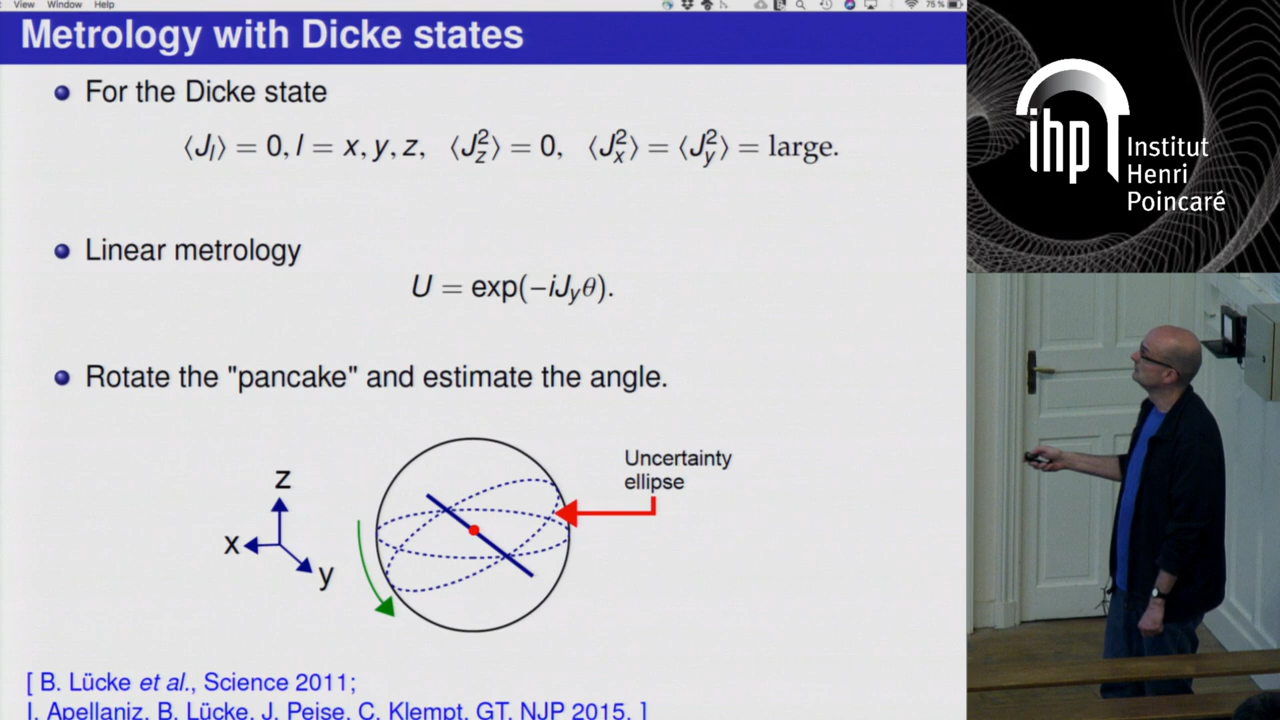 View Window Help 75%
Metrology with Dicke states
For the Dicke state
⟨J_l⟩ = 0, l = x, y, z, ⟨J_z^2⟩ = 0, ⟨J_x^2⟩ = ⟨J_y^2⟩ = large.
Linear metrology
U = exp(−iJ_yθ).
Rotate the "pancake" and estimate the angle.
Uncertainty
ellipse
z
x
y
[ B. Lücke et al., Science 2011;
I. Apellaniz, B. Lücke, J. Peise, C. Klempt, GT, NJP 2015. ]
ihp
Institut
Henri
Poincaré